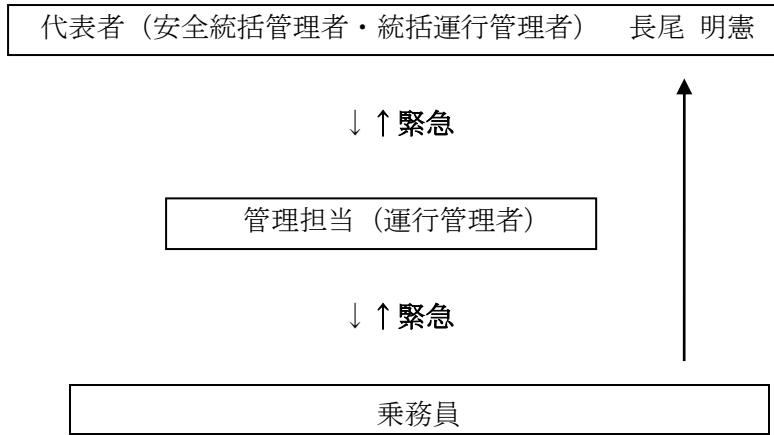 代表者（安全統括管理者・統括運行管理者） 長尾 明憲
↓↑緊急
管理担当（運行管理者）
↓↑緊急
乗務員